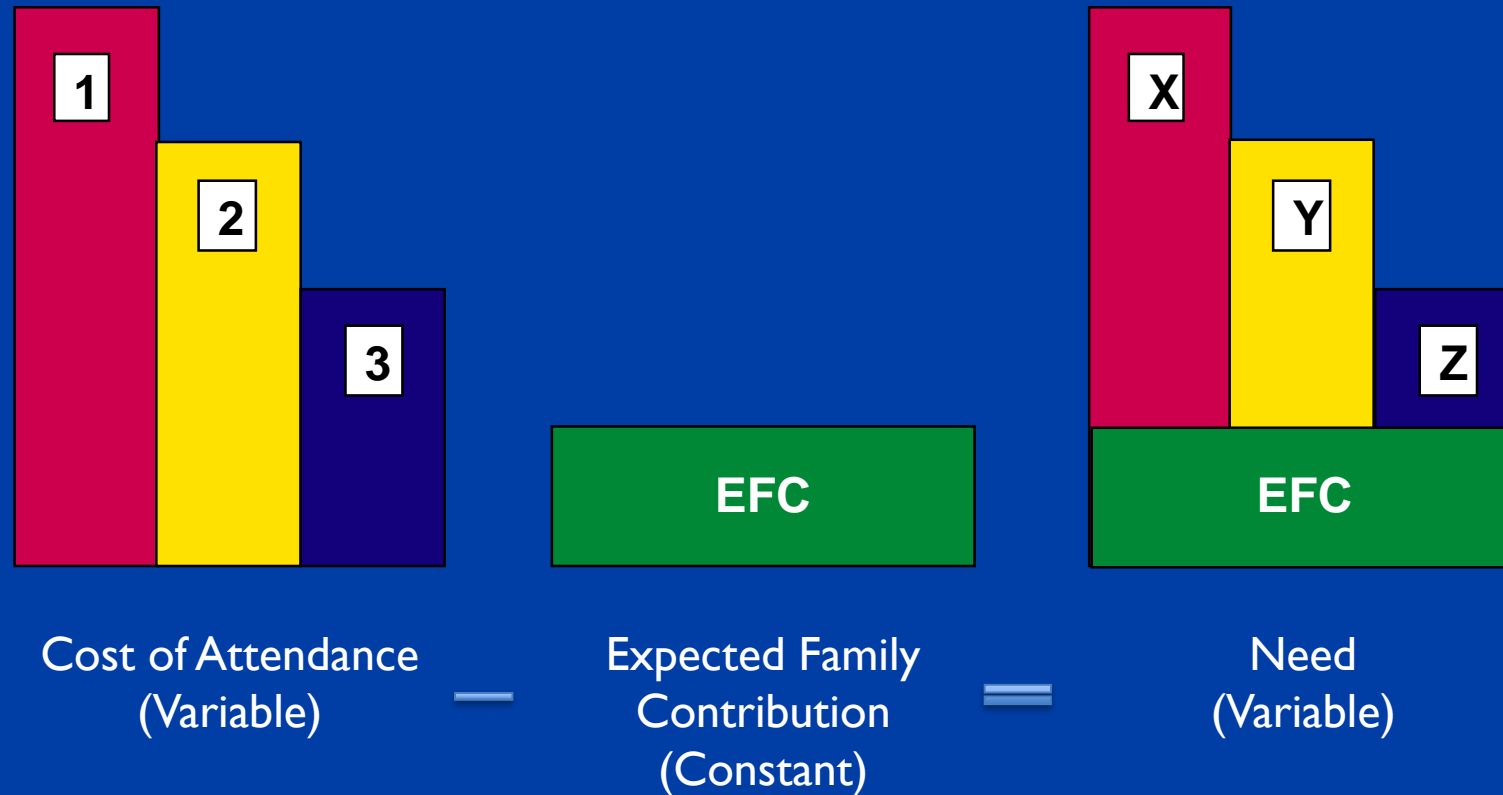 1
2
3
EFC
X
Y
Z
EFC
Cost of Attendance
(Variable)
Expected Family
Contribution
(Constant)
Need
(Variable)